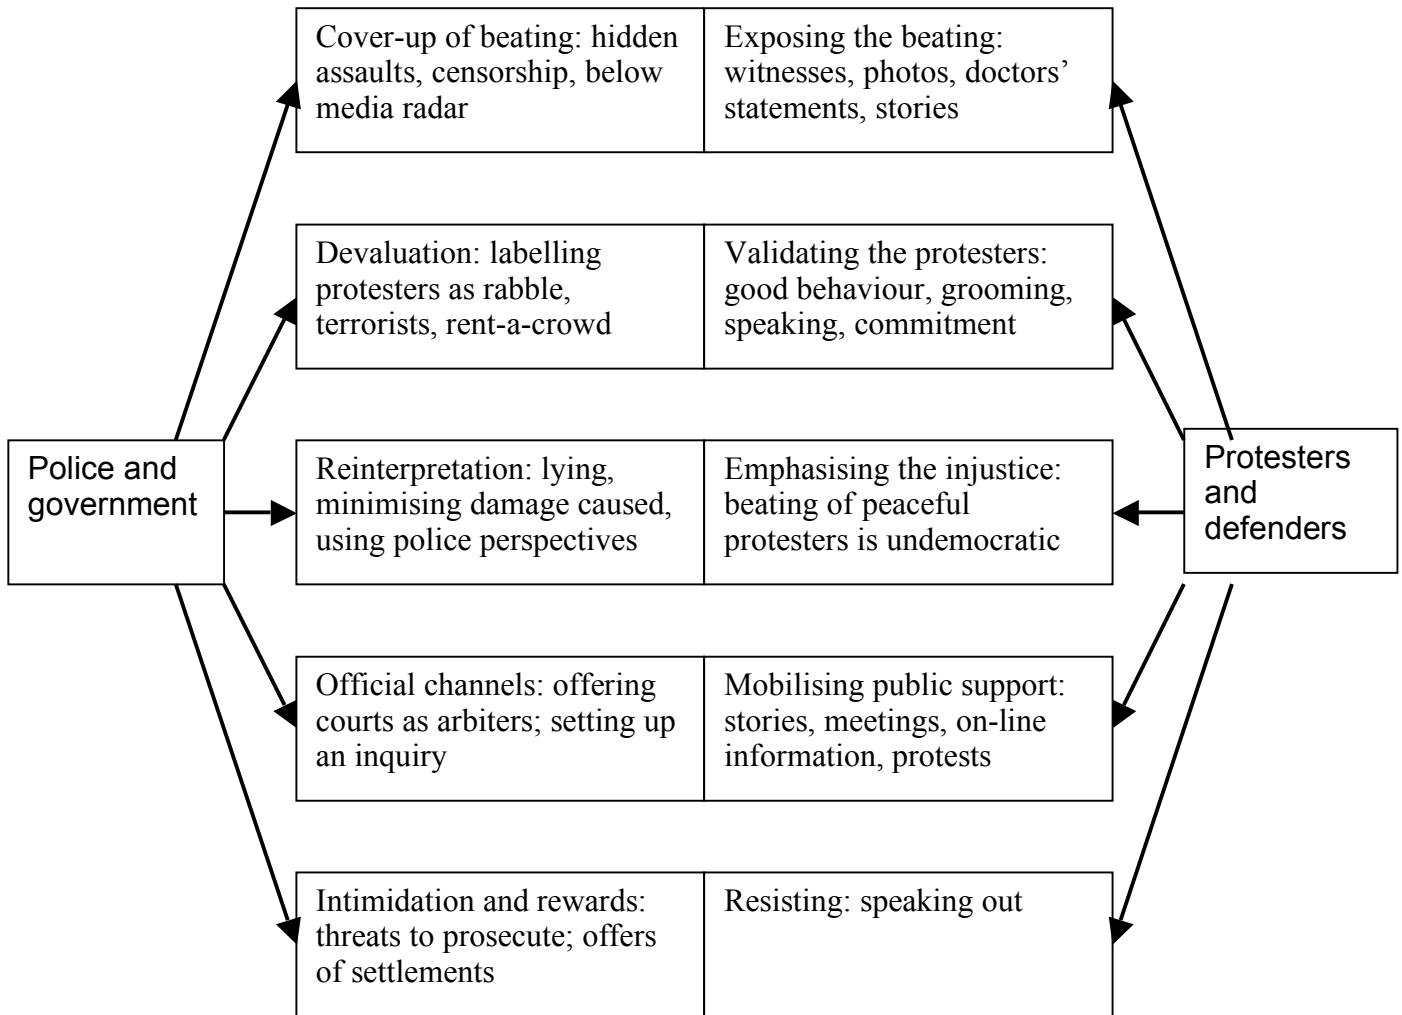 Cover-up of beating: hidden
assaults, censorship, below
media radar
Exposing the beating:
witnesses, photos, doctors’
statements, stories
Devaluation: labelling
protesters as rabble,
terrorists, rent-a-crowd
Validating the protesters:
good behaviour, grooming,
speaking, commitment
Police and
government
Reinterpretation: lying,
minimising damage caused,
using police perspectives
Emphasising the injustice:
beating of peaceful
protesters is undemocratic
Protesters
and
defenders
Official channels: offering
courts as arbiters; setting up
an inquiry
Mobilising public support:
stories, meetings, on-line
information, protests
Intimidation and rewards:
threats to prosecute; offers
of settlements
Resisting: speaking out